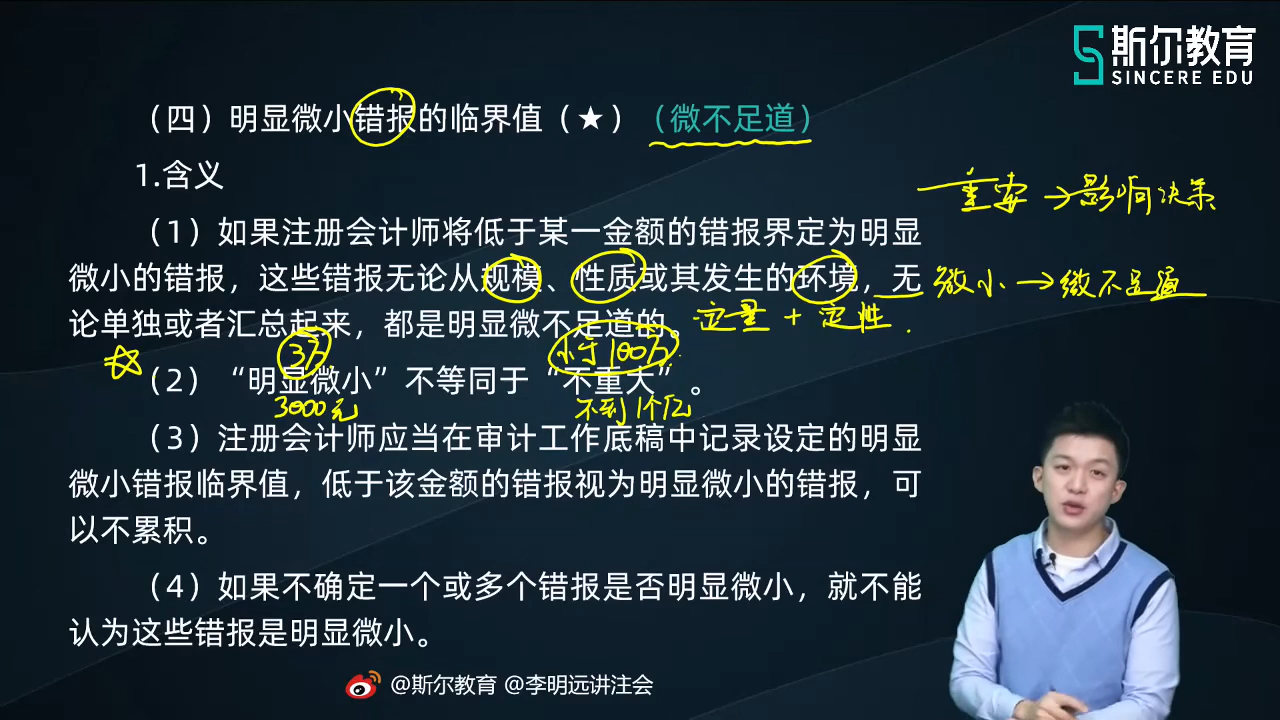 斯尔教育
SINCERE EDU
（四）明显微小错报的临界值（★）（微不足道）
1.含义
重要→影响决策
（1）如果注册会计师将低于某一金额的错报界定为明显
微小的错报，这些错报无论从规模、性质或其发生的环境，无
微小→微不足道
论单独或者汇总起来，都是明显微不足道的。
定量+定性.
3万
小于100万
（2）“明显微小”不等同于“不重大”。
3000元
不到1个亿
（3）注册会计师应当在审计工作底稿中记录设定的明显
微小错报临界值，低于该金额的错报视为明显微小的错报，可
以不累积。
（4）如果不确定一个或多个错报是否明显微小，就不能
认为这些错报是明显微小。
@斯尔教育 @李明远讲注会